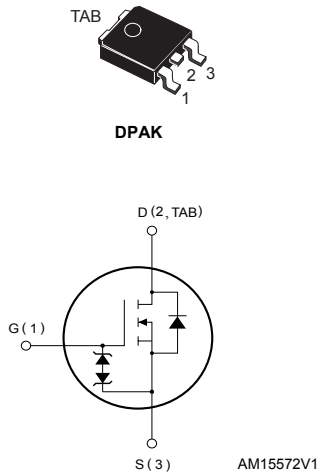 TAB
2 3
1
DPAK
D(2, TAB)
G(1)
S(3)
AM15572V1